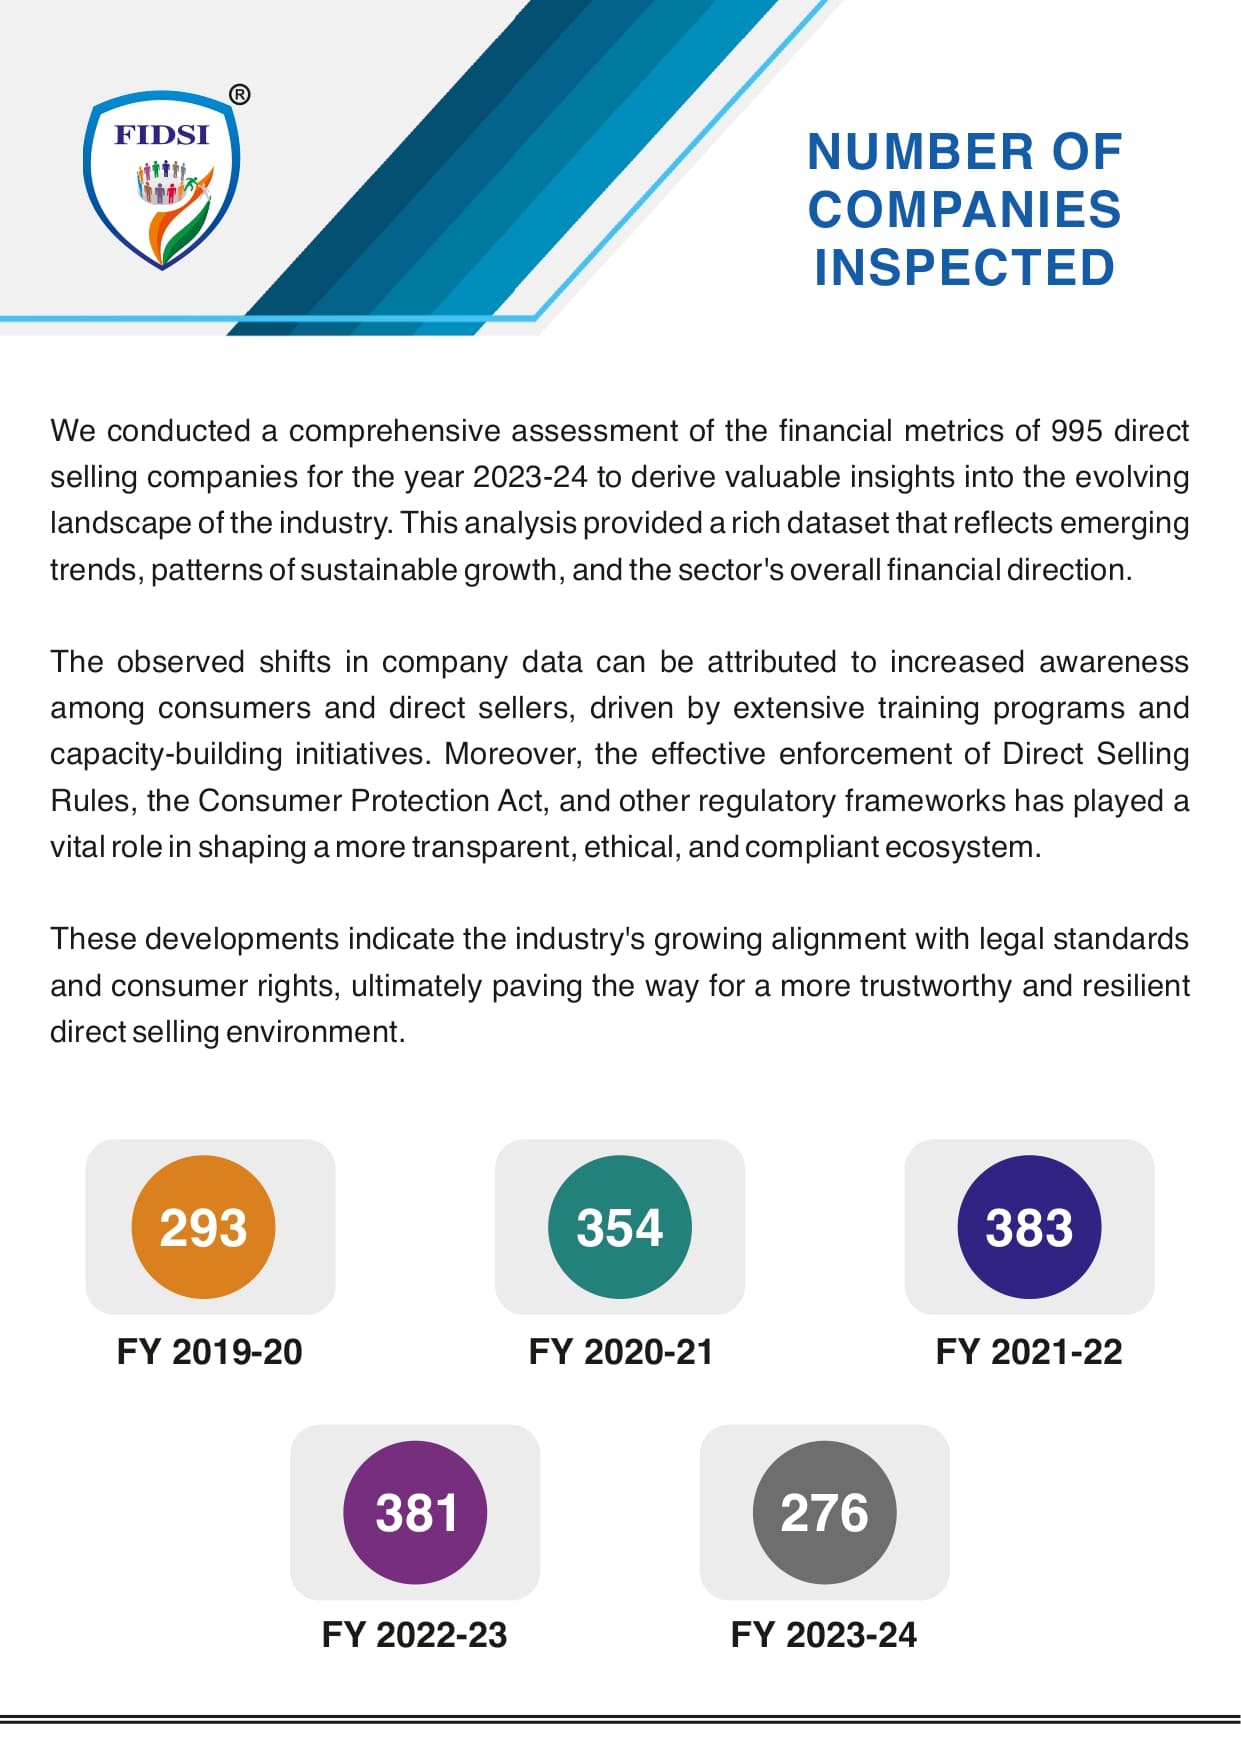 ®
FIDSI
NUMBER OF
COMPANIES
INSPECTED
We conducted a comprehensive assessment of the financial metrics of 995 direct
selling companies for the year 2023-24 to derive valuable insights into the evolving
landscape of the industry. This analysis provided a rich dataset that reflects emerging
trends, patterns of sustainable growth, and the sector's overall financial direction.
The observed shifts in company data can be attributed to increased awareness
among consumers and direct sellers, driven by extensive training programs and
capacity-building initiatives. Moreover, the effective enforcement of Direct Selling
Rules, the Consumer Protection Act, and other regulatory frameworks has played a
vital role in shaping a more transparent, ethical, and compliant ecosystem.
These developments indicate the industry's growing alignment with legal standards
and consumer rights, ultimately paving the way for a more trustworthy and resilient
direct selling environment.
293
354
383
FY 2019-20
FY 2020-21
FY 2021-22
381
276
FY 2022-23
FY 2023-24